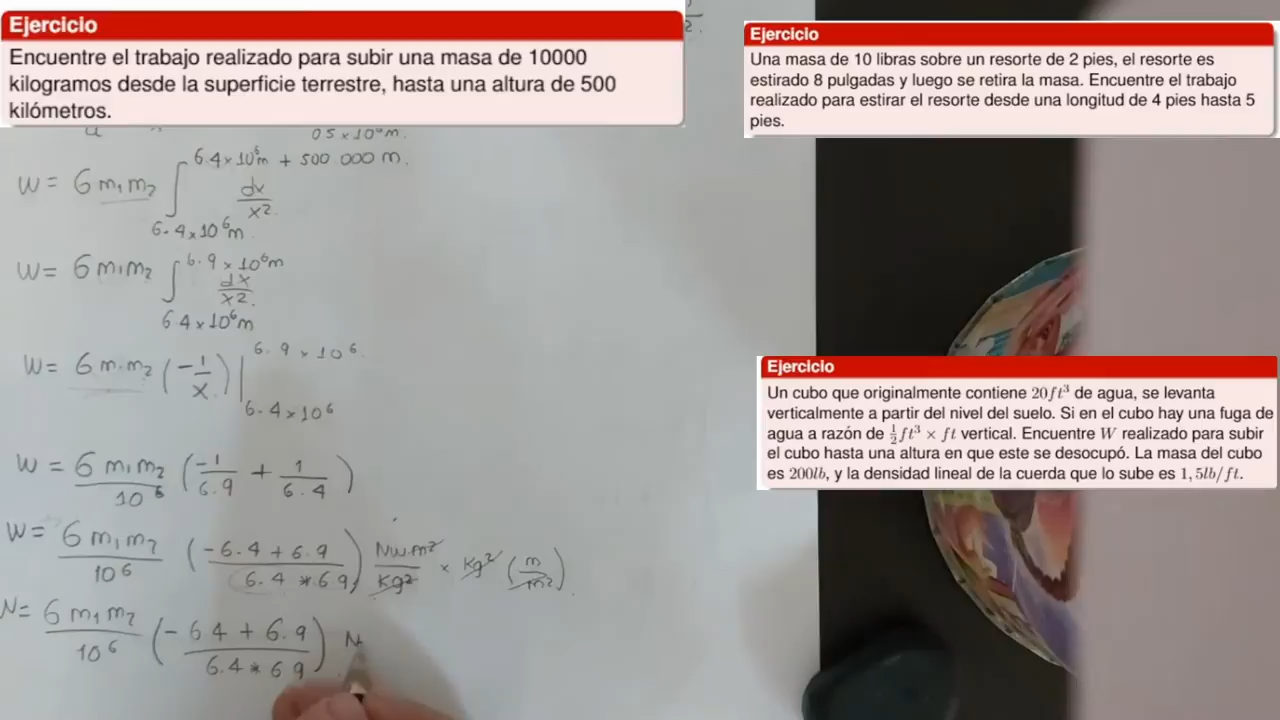 Ejercicio
Encuentre el trabajo realizado para subir una masa de 10000
kilogramos desde la superficie terrestre, hasta una altura de 500
kilómetros.
Ejercicio
Una masa de 10 libras sobre un resorte de 2 pies, el resorte es
estirado 8 pulgadas y luego se retira la masa. Encuentre el trabajo
realizado para estirar el resorte desde una longitud de 4 pies hasta 5
pies.
Ejercicio
Un cubo que originalmente contiene 20ft³ de agua, se levanta
verticalmente a partir del nivel del suelo. Si en el cubo hay una fuga de
agua a razón de 1/2 ft³ × ft vertical. Encuentre W realizado para subir
el cubo hasta una altura en que este se desocupó. La masa del cubo
es 200lb, y la densidad lineal de la cuerda que lo sube es 1,5lb/ft.
W = G m₁m₂ ∫ 6.4×10⁶m 6.4×10⁶m + 500 000 m. dx/x²
W = G m₁m₂ ∫ 6.4×10⁶m 6.9×10⁶m dx/x².
W = G m₁m₂ (-1/x) | 6.4×10⁶ 6.9×10⁶
W = G m₁m₂/10⁶ (-1/6.9 + 1/6.4)
W = G m₁m₂/10⁶ (-6.4 + 6.9/6.4 * 6.9) Nw.m²/Kg² × Kg² (m/m²).
W = G m₁m₂/10⁶ (-6.4 + 6.9/6.4 * 6.9) N